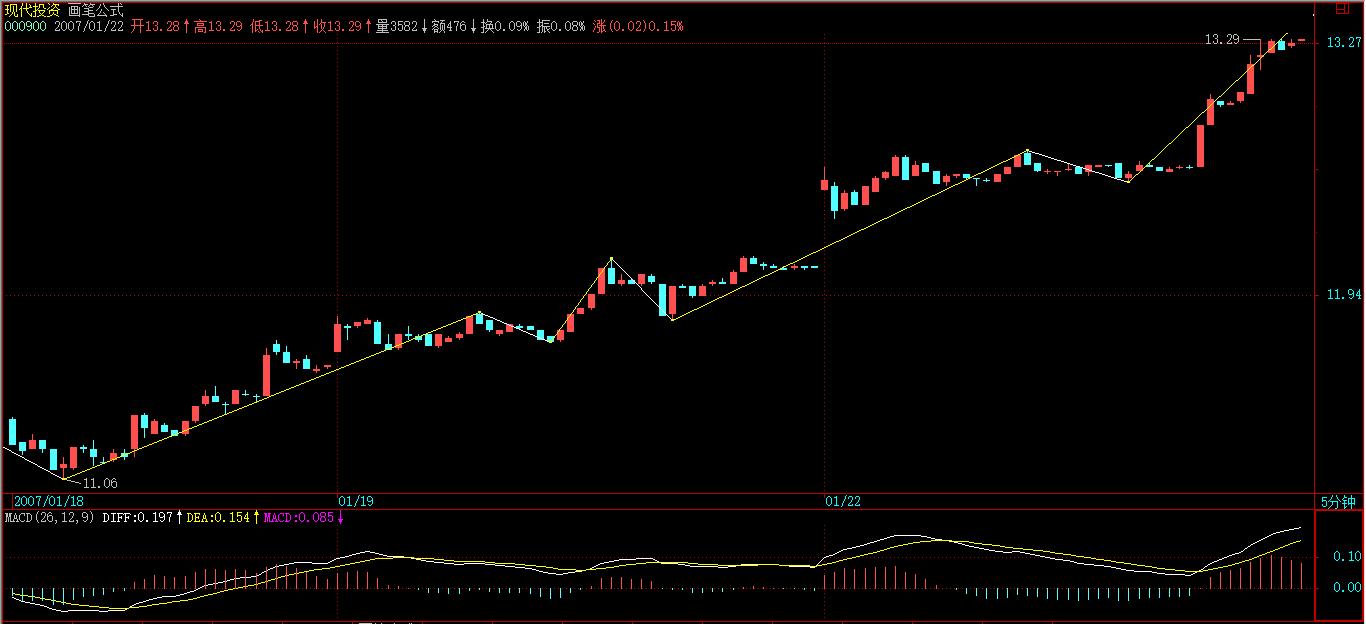 现代投资 画笔公式
000900 2007/01/22 开13.28↑高13.29 低13.28↑收13.29↑量3582↓额476↓换0.09% 振0.08% 涨(0.02)0.15%
13.29
13.27
11.94
11.06
2007/01/18 01/19 01/22 5分钟
MACD(26,12,9) DIFF:0.197↑DEA:0.154↑MACD:0.085↓
0.10
0.00